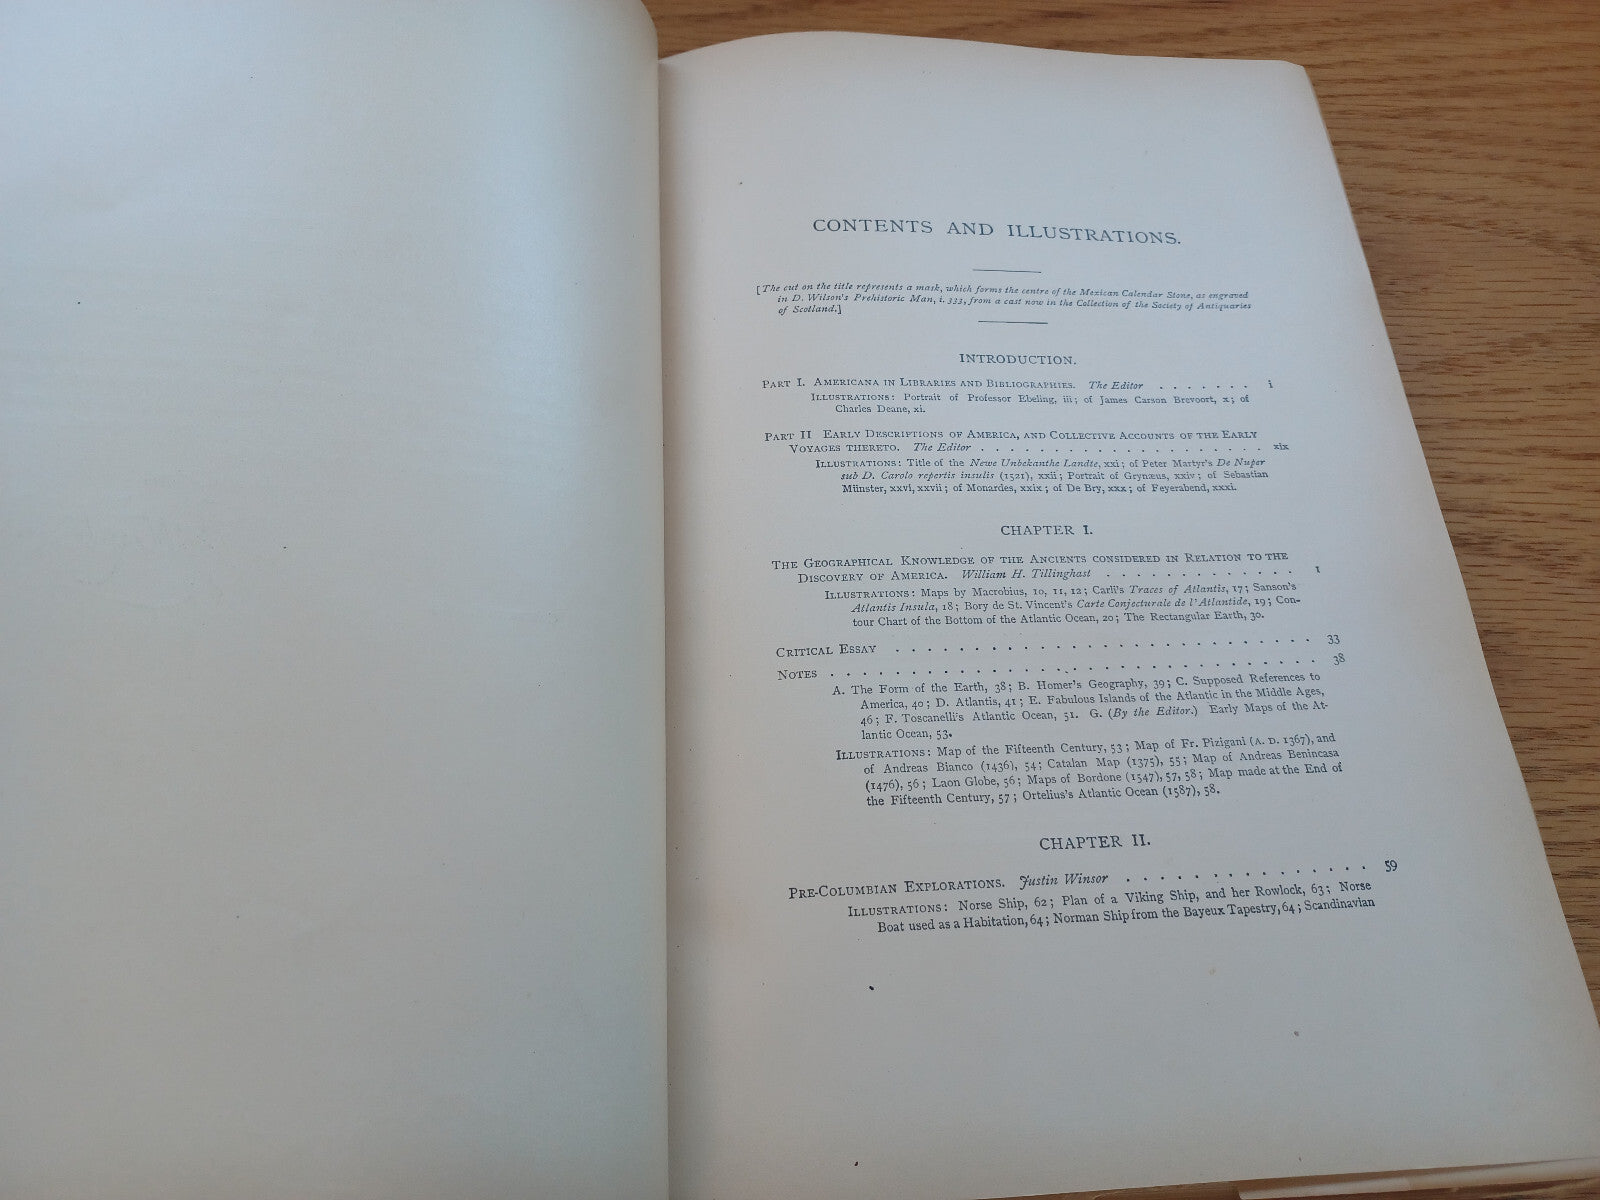 CONTENTS AND ILLUSTRATIONS.
[The cut on the title represents a mask, which forms the centre of the Mexican Calendar Stone, as engraved
in D. Wilson's Prehistoric Man, i. 333, from a cast now in the Collection of the Society of Antiquaries
of Scotland.]
INTRODUCTION.
PART I. AMERICANA IN LIBRARIES AND BIBLIOGRAPHIES. The Editor . . . . . . . i
ILLUSTRATIONS: Portrait of Professor Ebeling, iii; of James Carson Brevoort, x; of
Charles Deane, xi.
PART II EARLY DESCRIPTIONS OF AMERICA, AND COLLECTIVE ACCOUNTS OF THE EARLY
VOYAGES THERETO. The Editor . . . . . . . . . . . . . . . . xix
ILLUSTRATIONS: Title of the Newe Unbekanthe Landte, xxi; of Peter Martyr's De Nuper
sub D. Carolo repertis insulis (1521), xxii; Portrait of Grynæus, xxiv; of Sebastian
Münster, xxvi, xxvii; of Monardes, xxix; of De Bry, xxx; of Feyerabend, xxxi.
CHAPTER I.
THE GEOGRAPHICAL KNOWLEDGE OF THE ANCIENTS CONSIDERED IN RELATION TO THE
DISCOVERY OF AMERICA. William H. Tillinghast . . . . . . . . . . . 1
ILLUSTRATIONS: Maps by Macrobius, 10, 11, 12; Carli's Traces of Atlantis, 17; Sanson's
Atlantis Insula, 18; Bory de St. Vincent's Carte Conjecturale de l'Atlantide, 19; Con-
tour Chart of the Bottom of the Atlantic Ocean, 20; The Rectangular Earth, 30.
CRITICAL ESSAY . . . . . . . . . . . . . . . . . . . . . . . 33
NOTES . . . . . . . . . . . . . . . . . . . . . . . . . . 38
A. The Form of the Earth, 38; B. Homer's Geography, 39; C. Supposed References to
America, 40; D. Atlantis, 41; E. Fabulous Islands of the Atlantic in the Middle Ages,
46; F. Toscanelli's Atlantic Ocean, 51. G. (By the Editor.) Early Maps of the At-
lantic Ocean, 53.
ILLUSTRATIONS: Map of the Fifteenth Century, 53; Map of Fr. Pizigani (A. D. 1367), and
of Andreas Bianco (1436), 54; Catalan Map (1375), 55; Map of Andreas Benincasa
(1476), 56; Laon Globe, 56; Maps of Bordone (1547), 57, 58; Map made at the End of
the Fifteenth Century, 57; Ortelius's Atlantic Ocean (1587), 58.
CHAPTER II.
PRE-COLUMBIAN EXPLORATIONS. Justin Winsor . . . . . . . . . . . . . 59
ILLUSTRATIONS: Norse Ship, 62; Plan of a Viking Ship, and her Rowlock, 63; Norse
Boat used as a Habitation, 64; Norman Ship from the Bayeux Tapestry, 64; Scandinavian